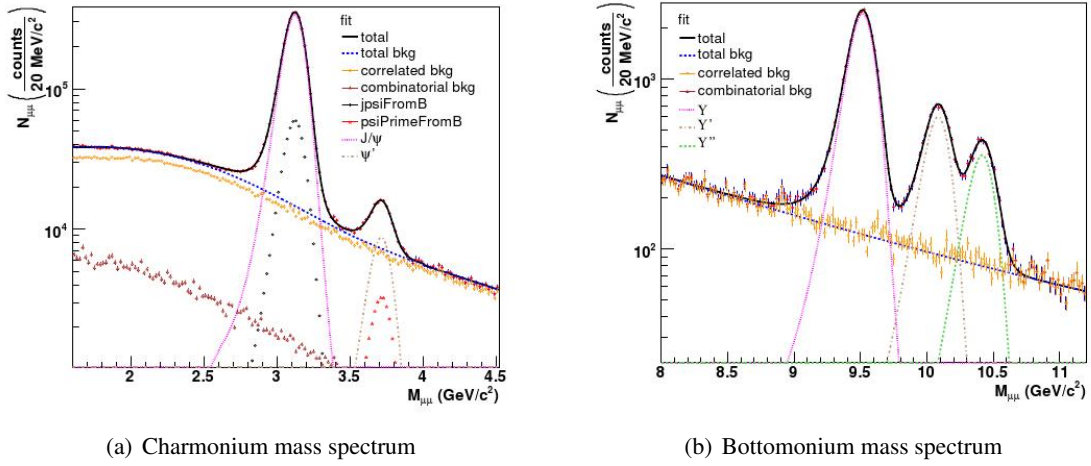 N_μμ (counts / 20 MeV/c²)
10⁵
10⁴
fit
total
total bkg
correlated bkg
combinatorial bkg
jpsiFromB
psiPrimeFromB
J/ψ
ψ'
2
2.5
3
3.5
4
4.5
M_μμ (GeV/c²)
(a) Charmonium mass spectrum
N_μμ (counts / 20 MeV/c²)
10³
10²
fit
total
total bkg
correlated bkg
combinatorial bkg
Υ
Υ'
Υ''
8
8.5
9
9.5
10
10.5
11
M_μμ (GeV/c²)
(b) Bottomonium mass spectrum